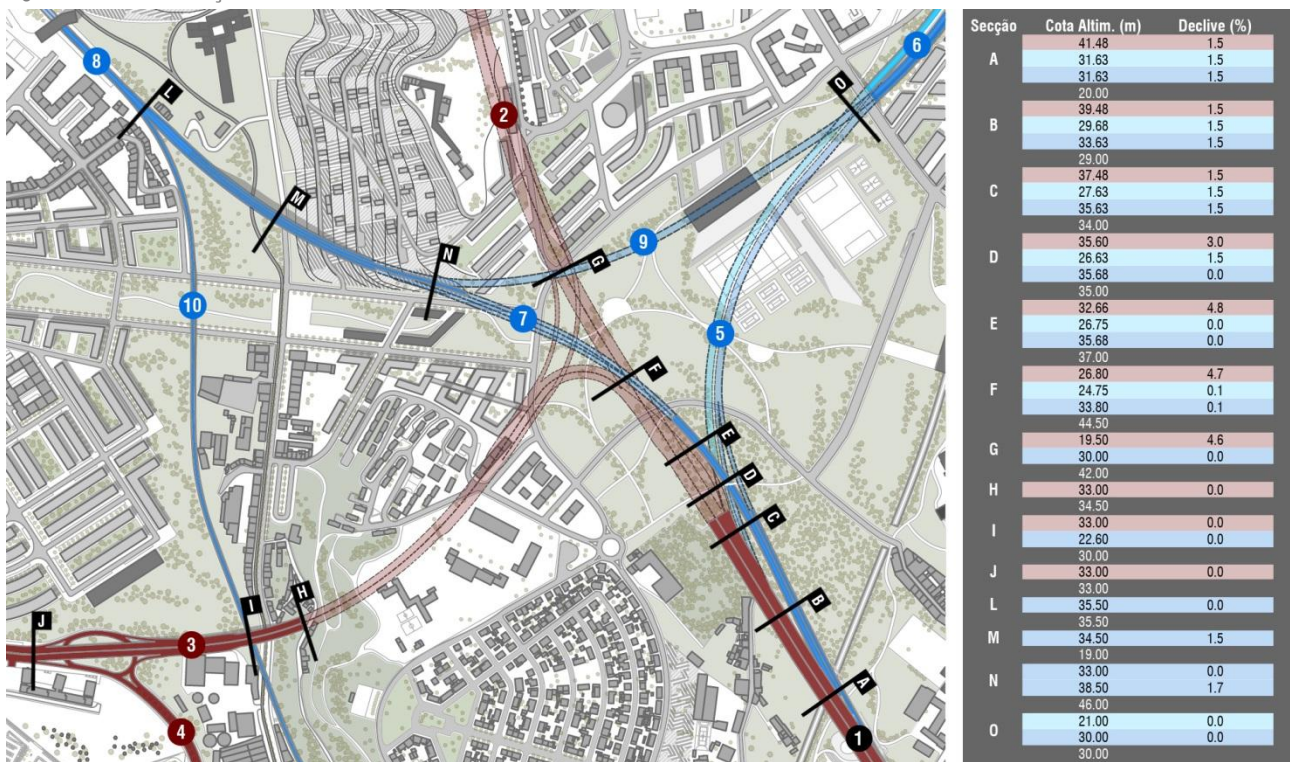 8
6
L
O
2
M
N
G
9
10
7
5
F
E
D
C
I
H
B
J
3
A
4
1
Secção Cota Altim. (m) Declive (%)
A
41.48 1.5
31.63 1.5
31.63 1.5
20.00
B
39.48 1.5
29.68 1.5
33.63 1.5
29.00
C
37.48 1.5
27.63 1.5
35.63 1.5
34.00
D
35.60 3.0
26.63 1.5
35.68 0.0
35.00
E
32.66 4.8
26.75 0.0
35.68 0.0
37.00
F
26.80 4.7
24.75 0.1
33.80 0.1
44.50
G
19.50 4.6
30.00 0.0
42.00
H
33.00 0.0
34.50
I
33.00 0.0
22.60 0.0
30.00
J
33.00 0.0
33.00
L
35.50 0.0
35.50
M
34.50 1.5
19.00
N
33.00 0.0
38.50 1.7
46.00
O
21.00 0.0
30.00 0.0
30.00